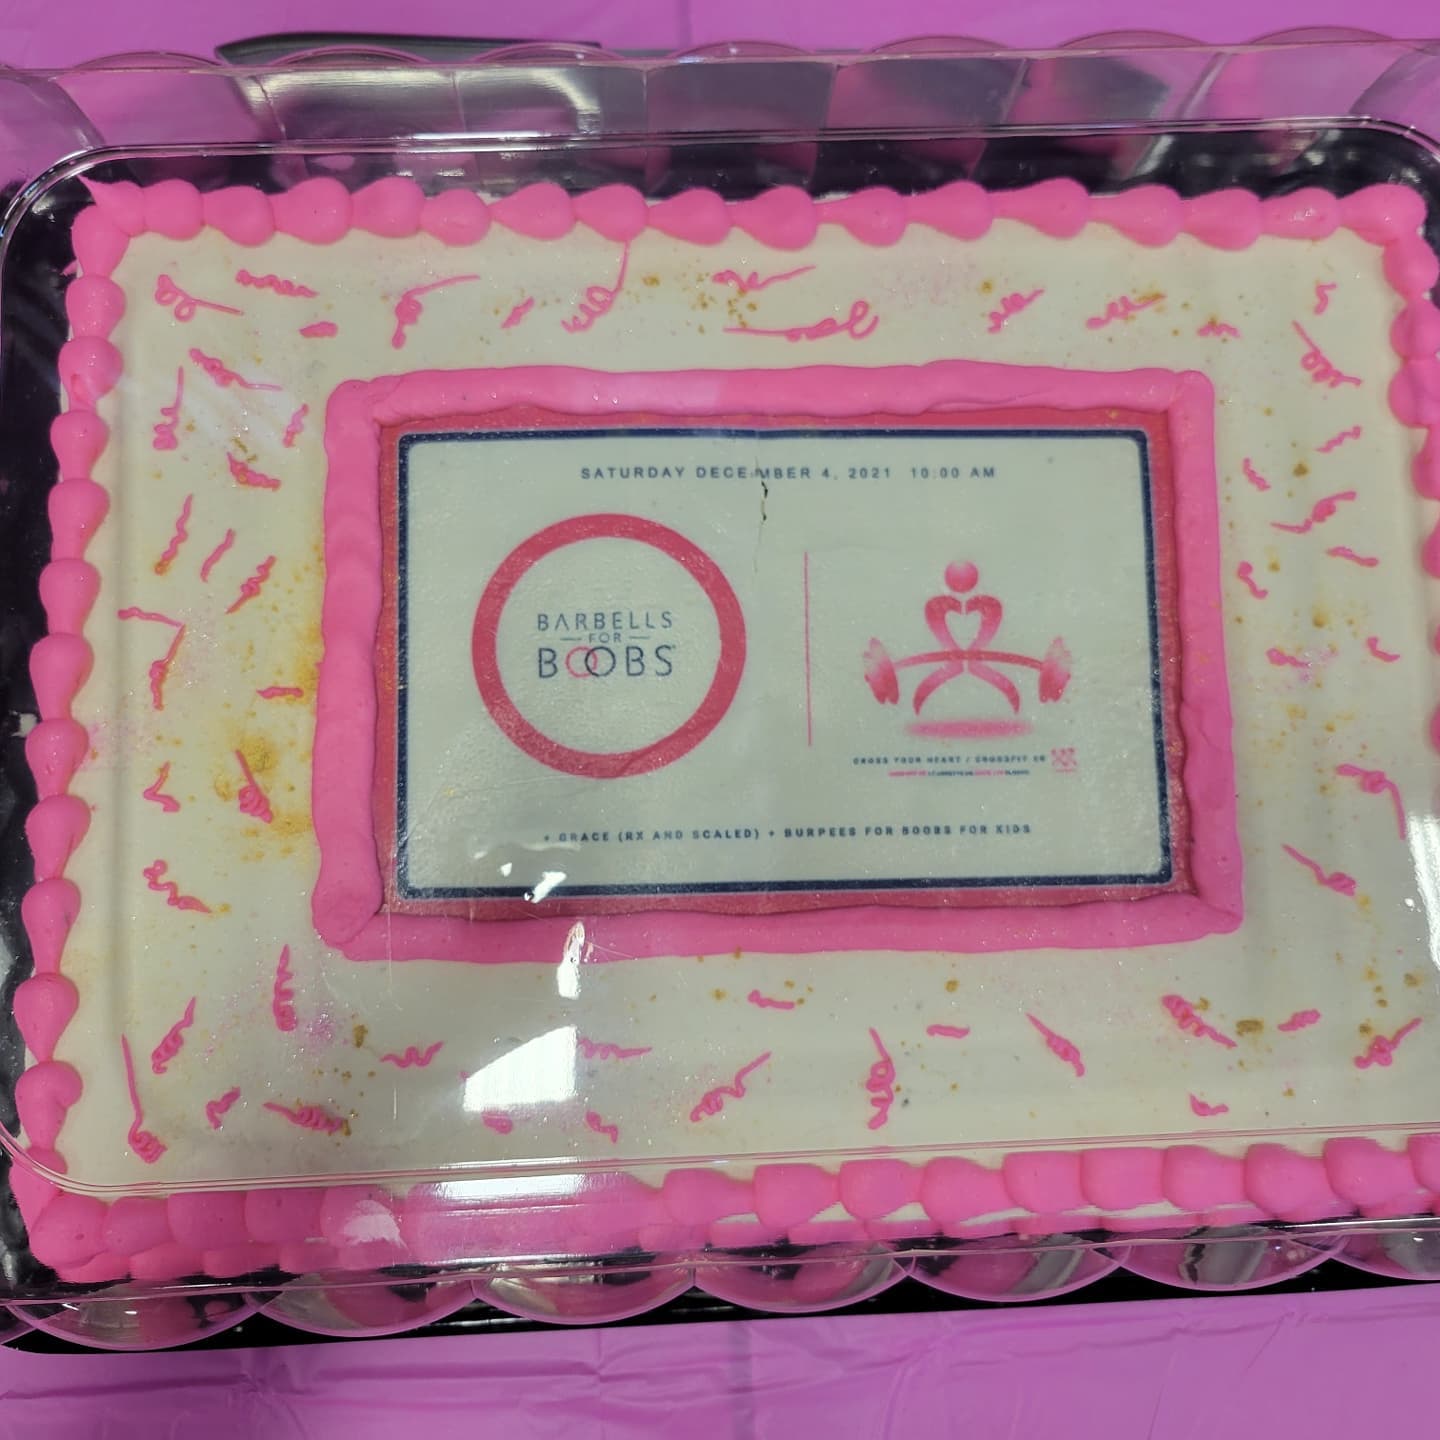 SATURDAY DECEMBER 4, 2021 10:00 AM
BARBELLS
— FOR —
BOOBS
CROSS YOUR HEART / CROSSFIT
+ GRACE (RX AND SCALED) + BURPEES FOR BOOBS FOR KIDS